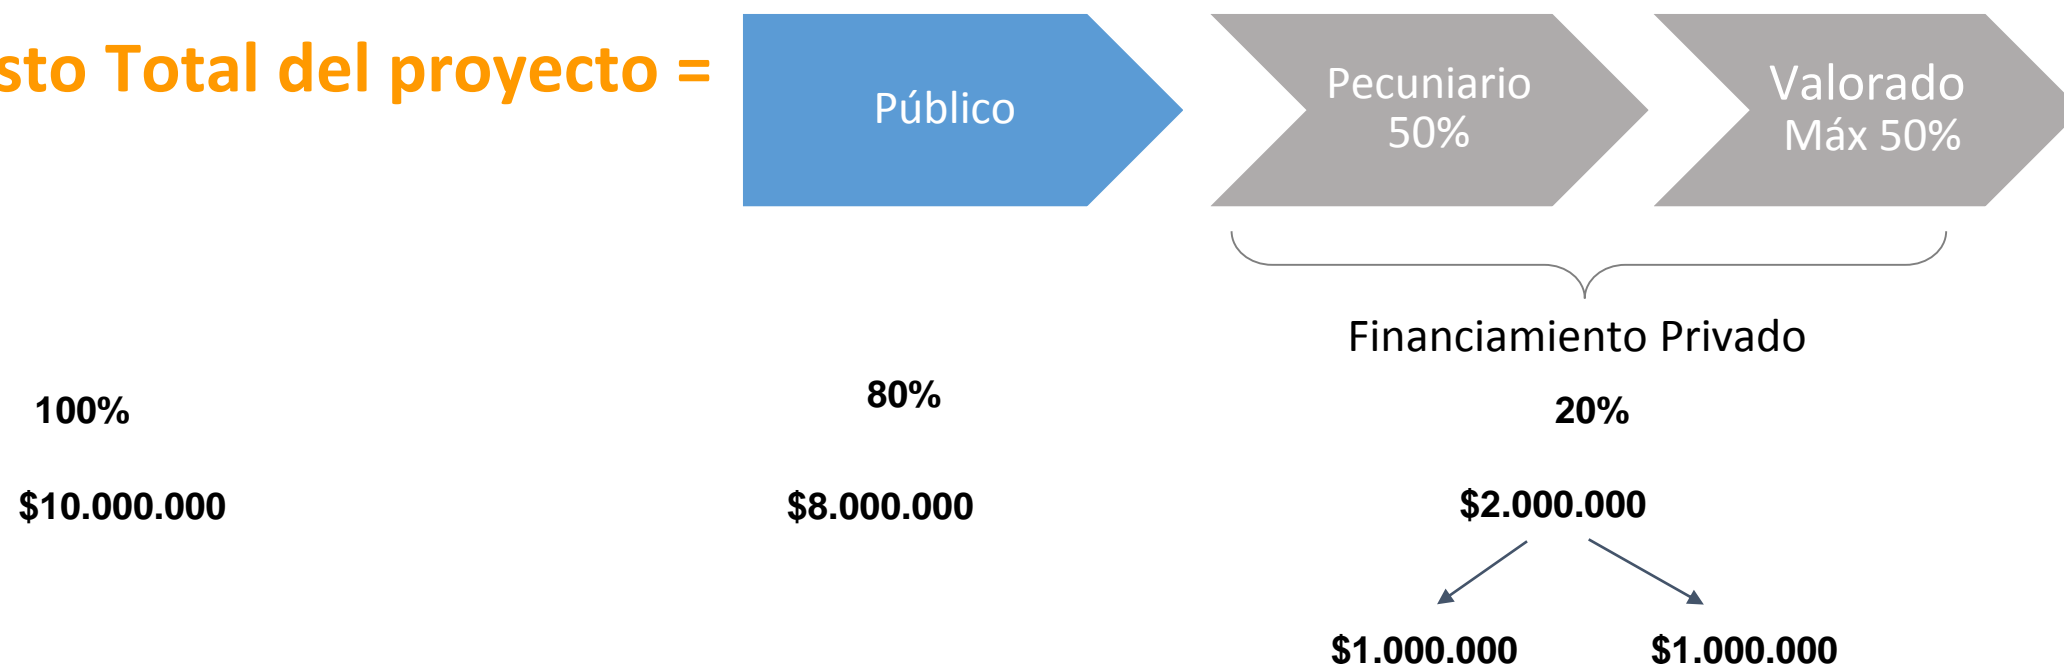 sto Total del proyecto =
Público
Pecuniario
50%
Valorado
Máx 50%
Financiamiento Privado
100%
80%
20%
$10.000.000
$8.000.000
$2.000.000
$1.000.000
$1.000.000